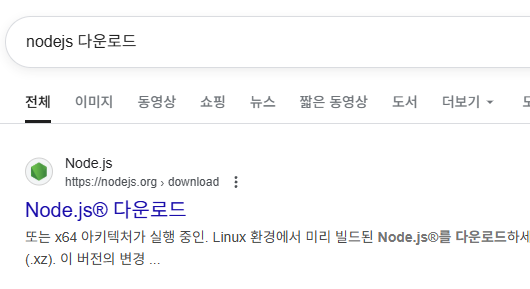 nodejs 다운로드
전체 이미지 동영상 쇼핑 뉴스 짧은 동영상 도서 더보기
Node.js
https://nodejs.org › download
Node.js® 다운로드
또는 x64 아키텍처가 실행 중인. Linux 환경에서 미리 빌드된 Node.js®를 다운로드하세
(.xz). 이 버전의 변경 ...